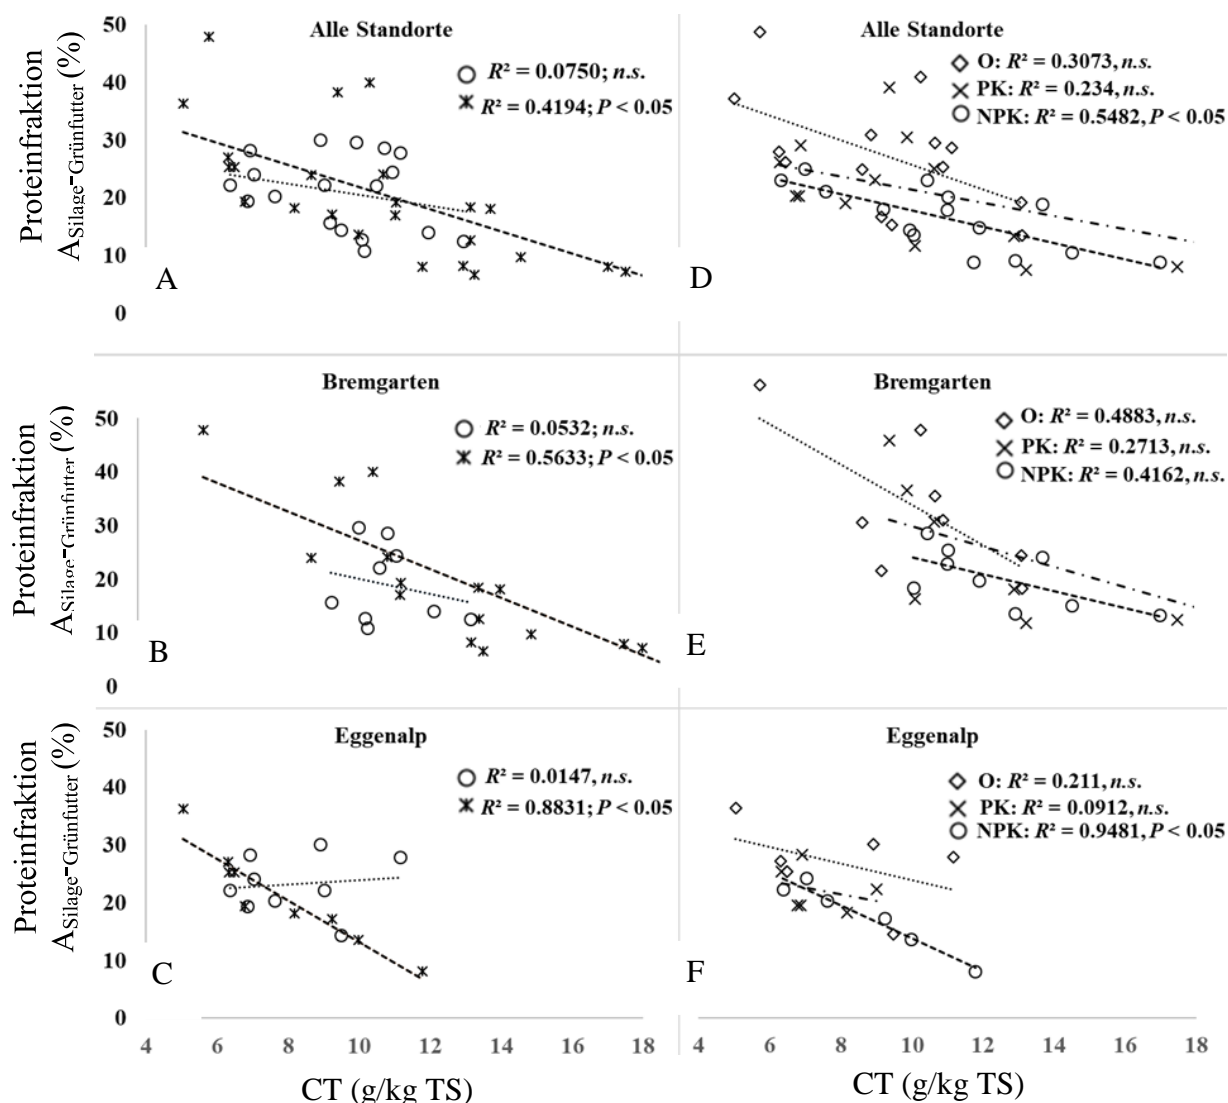 Alle Standorte
Proteinfraktion
A Silage-Grünfutter (%)
50
40
30
20
10
0
R² = 0.0750; n.s.
R² = 0.4194; P < 0.05
A
Alle Standorte
O: R² = 0.3073, n.s.
PK: R² = 0.234, n.s.
NPK: R² = 0.5482, P < 0.05
D
Bremgarten
Proteinfraktion
A Silage-Grünfutter (%)
50
40
30
20
10
0
R² = 0.0532; n.s.
R² = 0.5633; P < 0.05
B
Bremgarten
O: R² = 0.4883, n.s.
PK: R² = 0.2713, n.s.
NPK: R² = 0.4162, n.s.
E
Eggenalp
Proteinfraktion
A Silage-Grünfutter (%)
50
40
30
20
10
0
R² = 0.0147, n.s.
R² = 0.8831; P < 0.05
C
4 6 8 10 12 14 16 18
CT (g/kg TS)
Eggenalp
O: R² = 0.211, n.s.
PK: R² = 0.0912, n.s.
NPK: R² = 0.9481, P < 0.05
F
4 6 8 10 12 14 16 18
CT (g/kg TS)